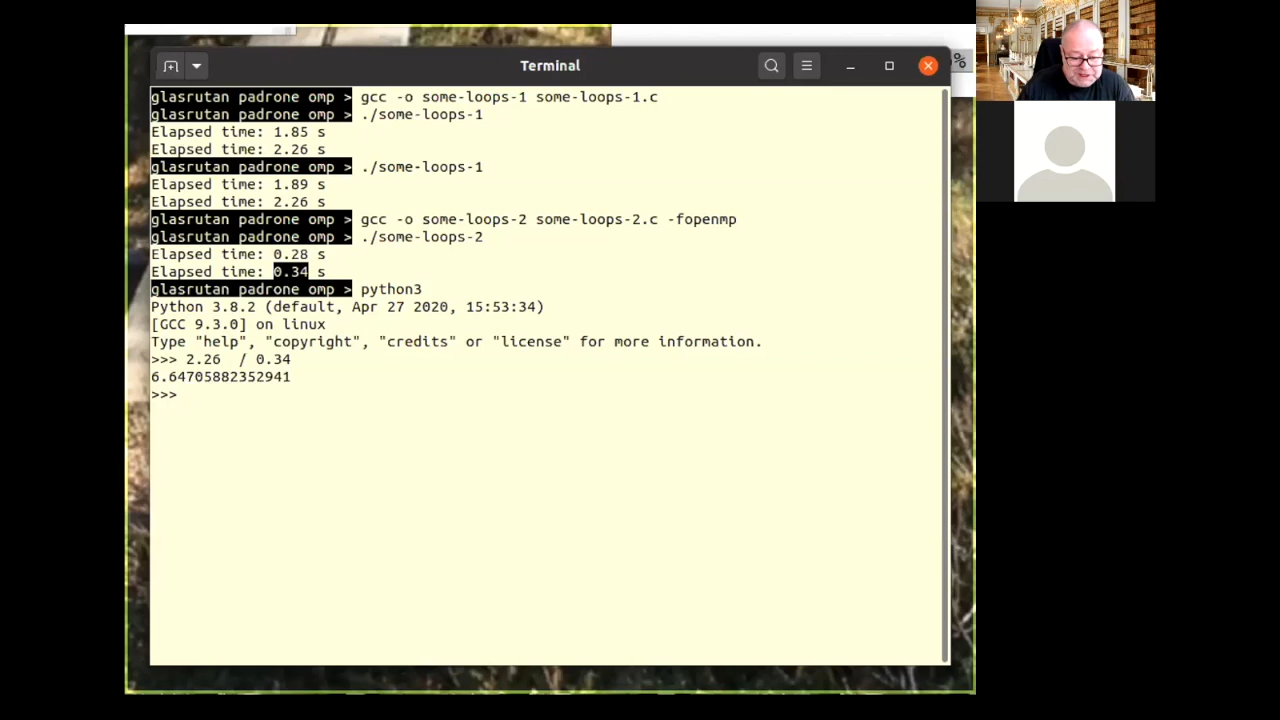 Terminal
%
glasrutan padrone omp > gcc -o some-loops-1 some-loops-1.c
glasrutan padrone omp > ./some-loops-1
Elapsed time: 1.85 s
Elapsed time: 2.26 s
glasrutan padrone omp > ./some-loops-1
Elapsed time: 1.89 s
Elapsed time: 2.26 s
glasrutan padrone omp > gcc -o some-loops-2 some-loops-2.c -fopenmp
glasrutan padrone omp > ./some-loops-2
Elapsed time: 0.28 s
Elapsed time: 0.34 s
glasrutan padrone omp > python3
Python 3.8.2 (default, Apr 27 2020, 15:53:34)
[GCC 9.3.0] on linux
Type "help", "copyright", "credits" or "license" for more information.
>>> 2.26  / 0.34
6.64705882352941
>>>